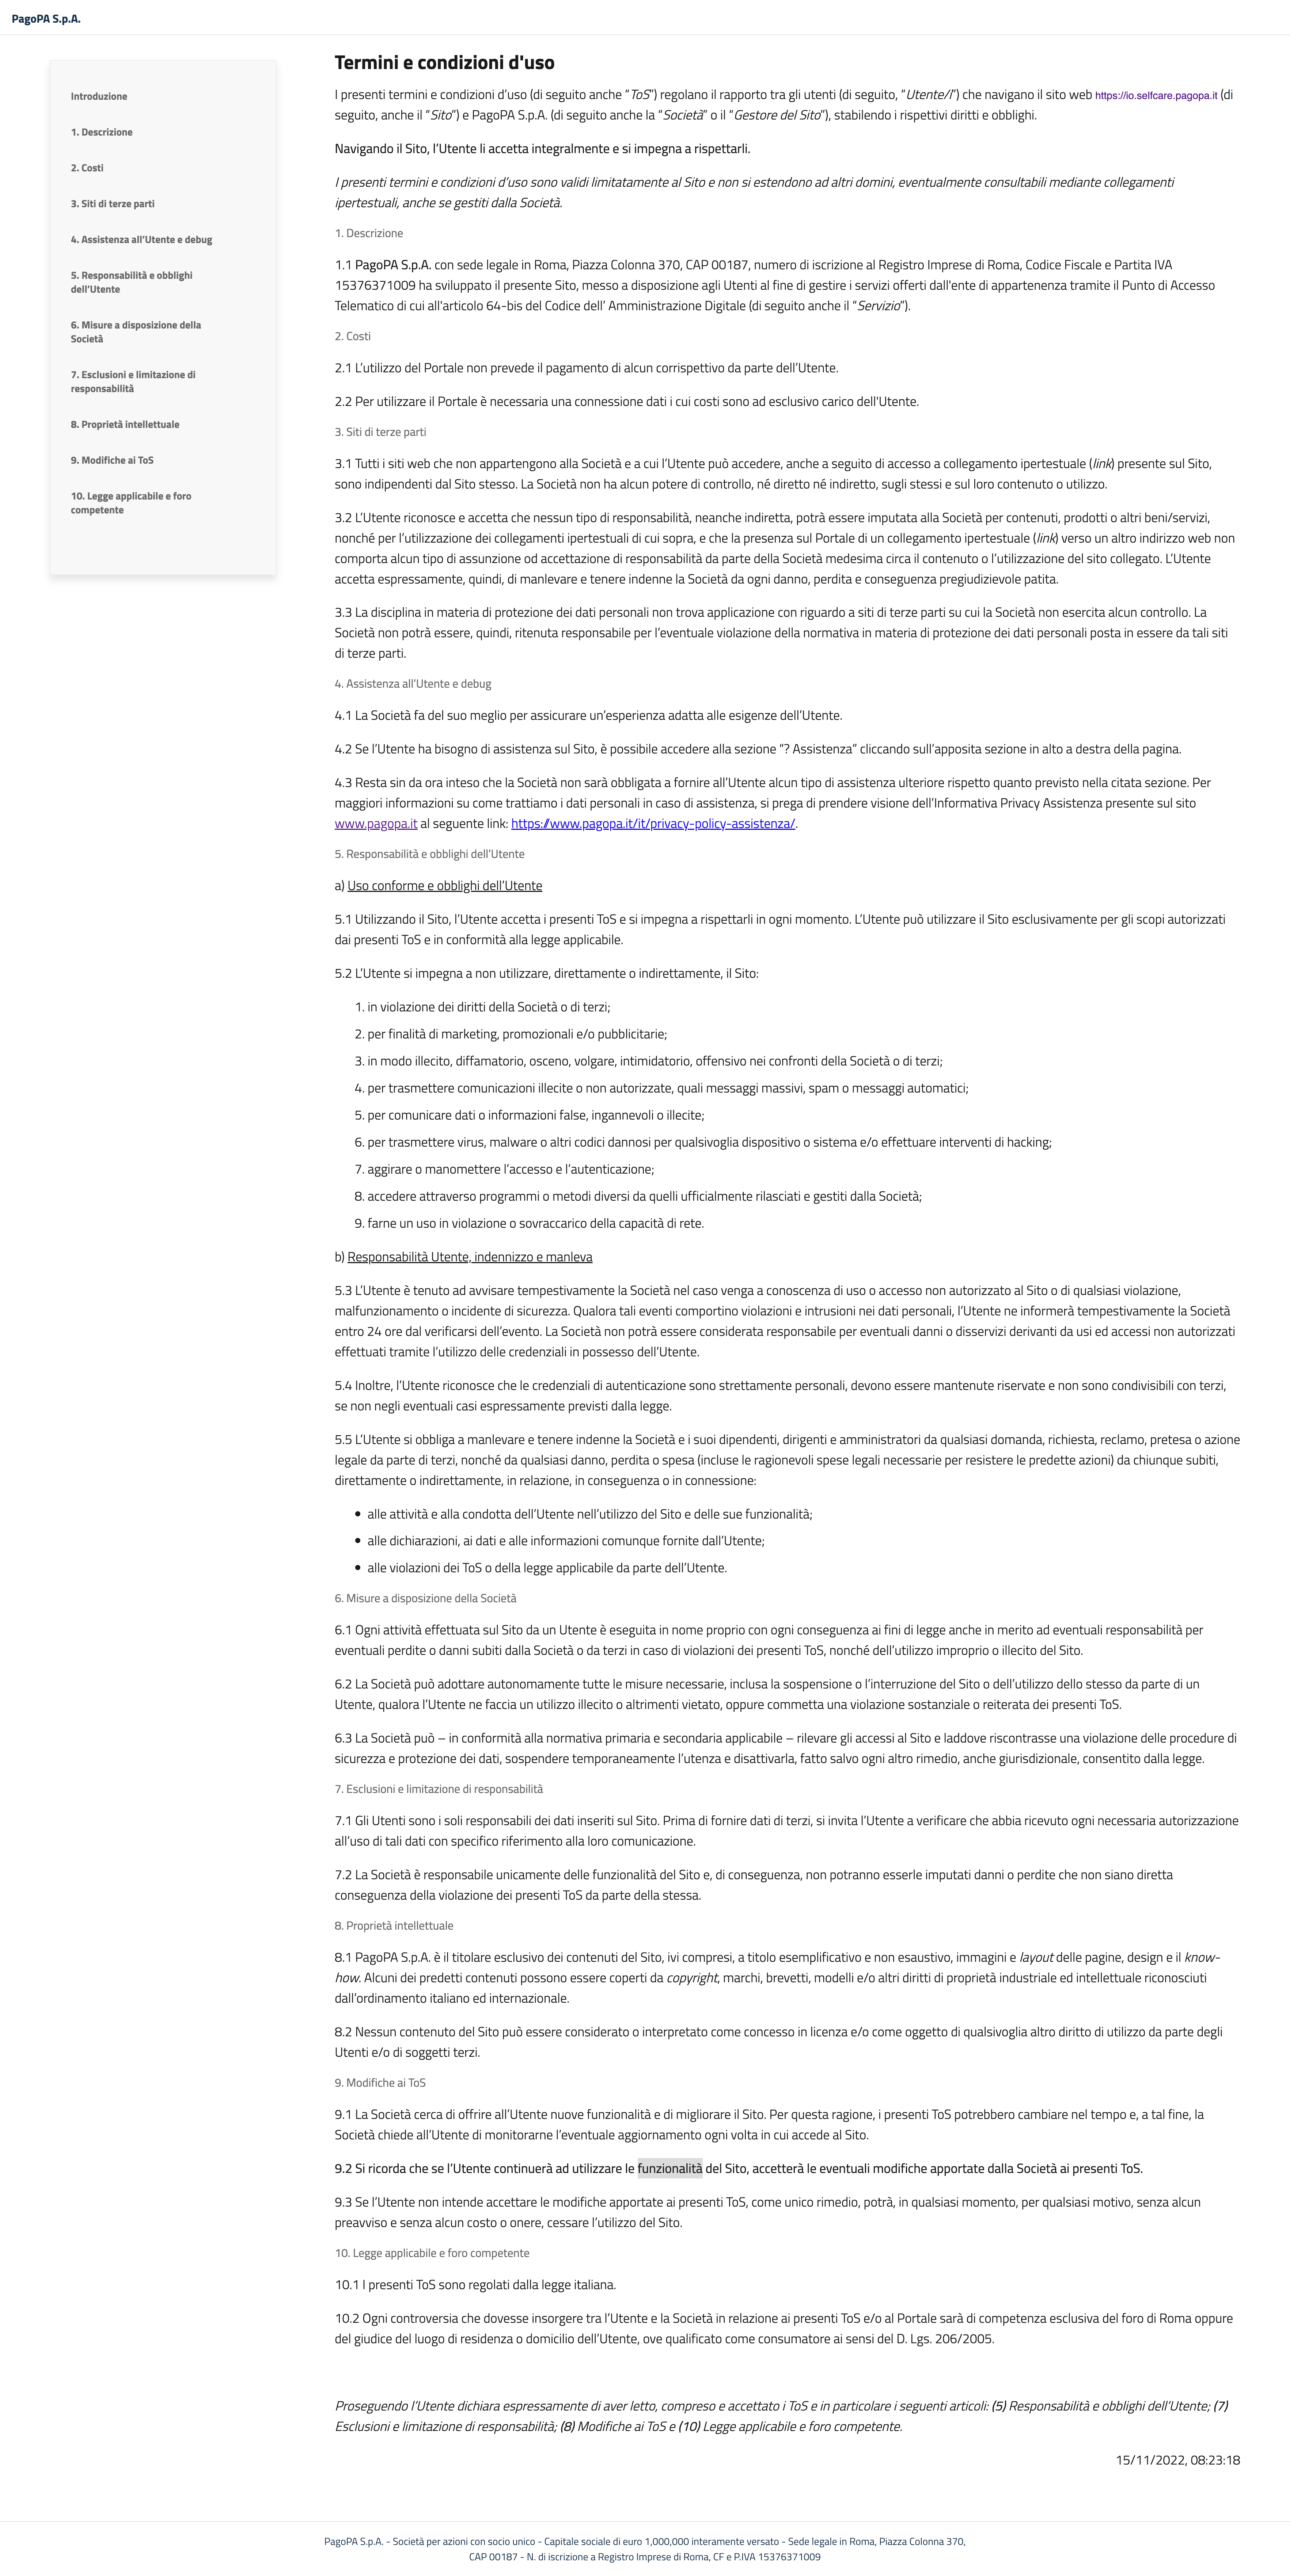 PagoPA S.p.A.
Introduzione
1. Descrizione
2. Costi
3. Siti di terze parti
4. Assistenza all’Utente e debug
5. Responsabilità e obblighi
dell’Utente
6. Misure a disposizione della
Società
7. Esclusioni e limitazione di
responsabilità
8. Proprietà intellettuale
9. Modifiche ai ToS
10. Legge applicabile e foro
competente
Termini e condizioni d'uso
I presenti termini e condizioni d’uso (di seguito anche “ToS”) regolano il rapporto tra gli utenti (di seguito, “Utente/I”) che navigano il sito web https://io.selfcare.pagopa.it (di
seguito, anche il “Sito”) e PagoPA S.p.A. (di seguito anche la “Società” o il “Gestore del Sito”), stabilendo i rispettivi diritti e obblighi.
Navigando il Sito, l’Utente li accetta integralmente e si impegna a rispettarli.
I presenti termini e condizioni d’uso sono validi limitatamente al Sito e non si estendono ad altri domini, eventualmente consultabili mediante collegamenti
ipertestuali, anche se gestiti dalla Società.
1. Descrizione
1.1 PagoPA S.p.A. con sede legale in Roma, Piazza Colonna 370, CAP 00187, numero di iscrizione al Registro Imprese di Roma, Codice Fiscale e Partita IVA
15376371009 ha sviluppato il presente Sito, messo a disposizione agli Utenti al fine di gestire i servizi offerti dall'ente di appartenenza tramite il Punto di Accesso
Telematico di cui all'articolo 64-bis del Codice dell’ Amministrazione Digitale (di seguito anche il “Servizio”).
2. Costi
2.1 L’utilizzo del Portale non prevede il pagamento di alcun corrispettivo da parte dell’Utente.
2.2 Per utilizzare il Portale è necessaria una connessione dati i cui costi sono ad esclusivo carico dell'Utente.
3. Siti di terze parti
3.1 Tutti i siti web che non appartengono alla Società e a cui l’Utente può accedere, anche a seguito di accesso a collegamento ipertestuale (link) presente sul Sito,
sono indipendenti dal Sito stesso. La Società non ha alcun potere di controllo, né diretto né indiretto, sugli stessi e sul loro contenuto o utilizzo.
3.2 L’Utente riconosce e accetta che nessun tipo di responsabilità, neanche indiretta, potrà essere imputata alla Società per contenuti, prodotti o altri beni/servizi,
nonché per l’utilizzazione dei collegamenti ipertestuali di cui sopra, e che la presenza sul Portale di un collegamento ipertestuale (link) verso un altro indirizzo web non
comporta alcun tipo di assunzione od accettazione di responsabilità da parte della Società medesima circa il contenuto o l’utilizzazione del sito collegato. L’Utente
accetta espressamente, quindi, di manlevare e tenere indenne la Società da ogni danno, perdita e conseguenza pregiudizievole patita.
3.3 La disciplina in materia di protezione dei dati personali non trova applicazione con riguardo a siti di terze parti su cui la Società non esercita alcun controllo. La
Società non potrà essere, quindi, ritenuta responsabile per l’eventuale violazione della normativa in materia di protezione dei dati personali posta in essere da tali siti
di terze parti.
4. Assistenza all’Utente e debug
4.1 La Società fa del suo meglio per assicurare un’esperienza adatta alle esigenze dell’Utente.
4.2 Se l’Utente ha bisogno di assistenza sul Sito, è possibile accedere alla sezione “? Assistenza” cliccando sull’apposita sezione in alto a destra della pagina.
4.3 Resta sin da ora inteso che la Società non sarà obbligata a fornire all’Utente alcun tipo di assistenza ulteriore rispetto quanto previsto nella citata sezione. Per
maggiori informazioni su come trattiamo i dati personali in caso di assistenza, si prega di prendere visione dell’Informativa Privacy Assistenza presente sul sito
www.pagopa.it al seguente link: https://www.pagopa.it/it/privacy-policy-assistenza/.
5. Responsabilità e obblighi dell’Utente
a) Uso conforme e obblighi dell’Utente
5.1 Utilizzando il Sito, l’Utente accetta i presenti ToS e si impegna a rispettarli in ogni momento. L’Utente può utilizzare il Sito esclusivamente per gli scopi autorizzati
dai presenti ToS e in conformità alla legge applicabile.
5.2 L’Utente si impegna a non utilizzare, direttamente o indirettamente, il Sito:
1. in violazione dei diritti della Società o di terzi;
2. per finalità di marketing, promozionali e/o pubblicitarie;
3. in modo illecito, diffamatorio, osceno, volgare, intimidatorio, offensivo nei confronti della Società o di terzi;
4. per trasmettere comunicazioni illecite o non autorizzate, quali messaggi massivi, spam o messaggi automatici;
5. per comunicare dati o informazioni false, ingannevoli o illecite;
6. per trasmettere virus, malware o altri codici dannosi per qualsivoglia dispositivo o sistema e/o effettuare interventi di hacking;
7. aggirare o manomettere l’accesso e l’autenticazione;
8. accedere attraverso programmi o metodi diversi da quelli ufficialmente rilasciati e gestiti dalla Società;
9. farne un uso in violazione o sovraccarico della capacità di rete.
b) Responsabilità Utente, indennizzo e manleva
5.3 L’Utente è tenuto ad avvisare tempestivamente la Società nel caso venga a conoscenza di uso o accesso non autorizzato al Sito o di qualsiasi violazione,
malfunzionamento o incidente di sicurezza. Qualora tali eventi comportino violazioni e intrusioni nei dati personali, l’Utente ne informerà tempestivamente la Società
entro 24 ore dal verificarsi dell’evento. La Società non potrà essere considerata responsabile per eventuali danni o disservizi derivanti da usi ed accessi non autorizzati
effettuati tramite l’utilizzo delle credenziali in possesso dell’Utente.
5.4 Inoltre, l’Utente riconosce che le credenziali di autenticazione sono strettamente personali, devono essere mantenute riservate e non sono condivisibili con terzi,
se non negli eventuali casi espressamente previsti dalla legge.
5.5 L’Utente si obbliga a manlevare e tenere indenne la Società e i suoi dipendenti, dirigenti e amministratori da qualsiasi domanda, richiesta, reclamo, pretesa o azione
legale da parte di terzi, nonché da qualsiasi danno, perdita o spesa (incluse le ragionevoli spese legali necessarie per resistere le predette azioni) da chiunque subiti,
direttamente o indirettamente, in relazione, in conseguenza o in connessione:
• alle attività e alla condotta dell’Utente nell’utilizzo del Sito e delle sue funzionalità;
• alle dichiarazioni, ai dati e alle informazioni comunque fornite dall’Utente;
• alle violazioni dei ToS o della legge applicabile da parte dell’Utente.
6. Misure a disposizione della Società
6.1 Ogni attività effettuata sul Sito da un Utente è eseguita in nome proprio con ogni conseguenza ai fini di legge anche in merito ad eventuali responsabilità per
eventuali perdite o danni subiti dalla Società o da terzi in caso di violazioni dei presenti ToS, nonché dell’utilizzo improprio o illecito del Sito.
6.2 La Società può adottare autonomamente tutte le misure necessarie, inclusa la sospensione o l’interruzione del Sito o dell’utilizzo dello stesso da parte di un
Utente, qualora l’Utente ne faccia un utilizzo illecito o altrimenti vietato, oppure commetta una violazione sostanziale o reiterata dei presenti ToS.
6.3 La Società può – in conformità alla normativa primaria e secondaria applicabile – rilevare gli accessi al Sito e laddove riscontrasse una violazione delle procedure di
sicurezza e protezione dei dati, sospendere temporaneamente l’utenza e disattivarla, fatto salvo ogni altro rimedio, anche giurisdizionale, consentito dalla legge.
7. Esclusioni e limitazione di responsabilità
7.1 Gli Utenti sono i soli responsabili dei dati inseriti sul Sito. Prima di fornire dati di terzi, si invita l’Utente a verificare che abbia ricevuto ogni necessaria autorizzazione
all’uso di tali dati con specifico riferimento alla loro comunicazione.
7.2 La Società è responsabile unicamente delle funzionalità del Sito e, di conseguenza, non potranno esserle imputati danni o perdite che non siano diretta
conseguenza della violazione dei presenti ToS da parte della stessa.
8. Proprietà intellettuale
8.1 PagoPA S.p.A. è il titolare esclusivo dei contenuti del Sito, ivi compresi, a titolo esemplificativo e non esaustivo, immagini e layout delle pagine, design e il know-
how. Alcuni dei predetti contenuti possono essere coperti da copyright, marchi, brevetti, modelli e/o altri diritti di proprietà industriale ed intellettuale riconosciuti
dall’ordinamento italiano ed internazionale.
8.2 Nessun contenuto del Sito può essere considerato o interpretato come concesso in licenza e/o come oggetto di qualsivoglia altro diritto di utilizzo da parte degli
Utenti e/o di soggetti terzi.
9. Modifiche ai ToS
9.1 La Società cerca di offrire all’Utente nuove funzionalità e di migliorare il Sito. Per questa ragione, i presenti ToS potrebbero cambiare nel tempo e, a tal fine, la
Società chiede all’Utente di monitorarne l’eventuale aggiornamento ogni volta in cui accede al Sito.
9.2 Si ricorda che se l’Utente continuerà ad utilizzare le funzionalità del Sito, accetterà le eventuali modifiche apportate dalla Società ai presenti ToS.
9.3 Se l’Utente non intende accettare le modifiche apportate ai presenti ToS, come unico rimedio, potrà, in qualsiasi momento, per qualsiasi motivo, senza alcun
preavviso e senza alcun costo o onere, cessare l’utilizzo del Sito.
10. Legge applicabile e foro competente
10.1 I presenti ToS sono regolati dalla legge italiana.
10.2 Ogni controversia che dovesse insorgere tra l’Utente e la Società in relazione ai presenti ToS e/o al Portale sarà di competenza esclusiva del foro di Roma oppure
del giudice del luogo di residenza o domicilio dell’Utente, ove qualificato come consumatore ai sensi del D. Lgs. 206/2005.
Proseguendo l’Utente dichiara espressamente di aver letto, compreso e accettato i ToS e in particolare i seguenti articoli: (5) Responsabilità e obblighi dell’Utente; (7)
Esclusioni e limitazione di responsabilità; (8) Modifiche ai ToS e (10) Legge applicabile e foro competente.
15/11/2022, 08:23:18
PagoPA S.p.A. - Società per azioni con socio unico - Capitale sociale di euro 1,000,000 interamente versato - Sede legale in Roma, Piazza Colonna 370,
CAP 00187 - N. di iscrizione a Registro Imprese di Roma, CF e P.IVA 15376371009